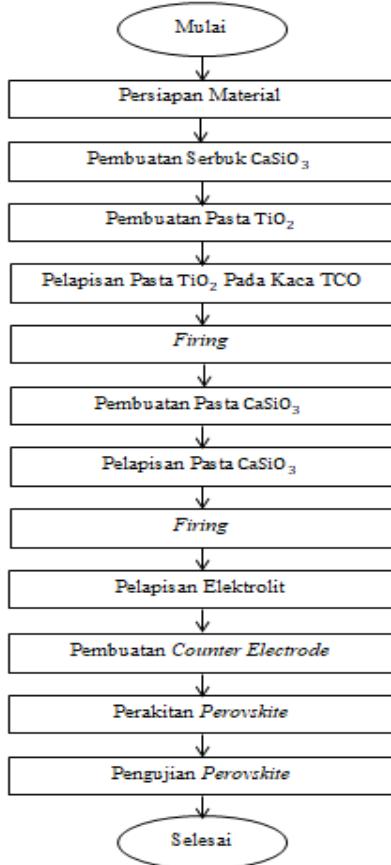 Mulai
Persiapan Material
Pembuatan Serbuk CaSiO₃
Pembuatan Pasta TiO₂
Pelapisan Pasta TiO₂ Pada Kaca TCO
Firing
Pembuatan Pasta CaSiO₃
Pelapisan Pasta CaSiO₃
Firing
Pelapisan Elektrolit
Pembuatan Counter Electrode
Perakitan Perovskite
Pengujian Perovskite
Selesai